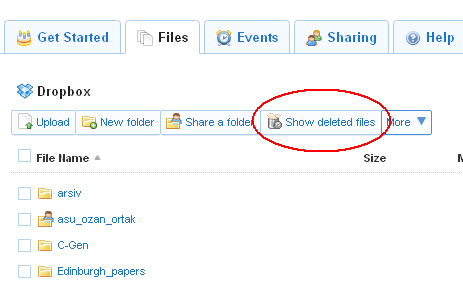 Get Started Files Events Sharing Help
Dropbox
Upload New folder Share a folder Show deleted files More
File Name Size
arsiv
asu_ozan_ortak
C-Gen
Edinburgh_papers